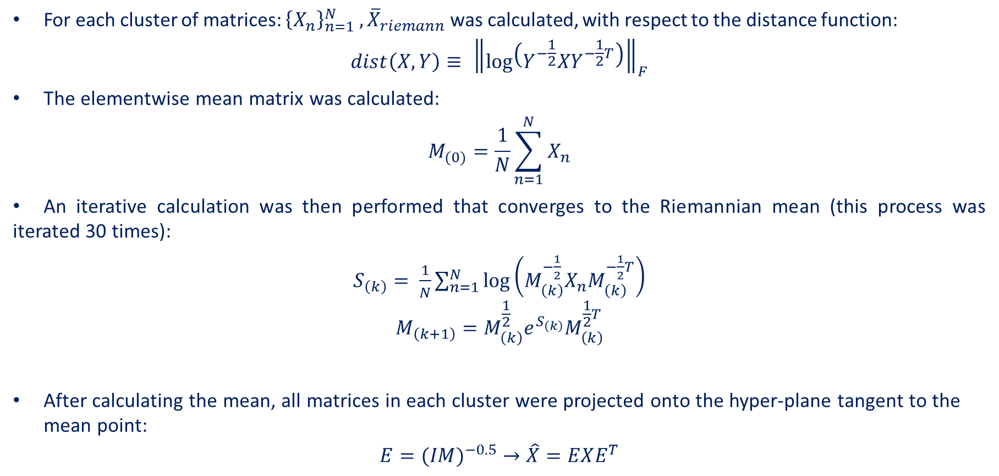 • For each cluster of matrices: $\{X_n\}_{n=1}^{N}$ , $\bar{X}_{riemann}$ was calculated, with respect to the distance function:
$dist(X,Y) \equiv \left\| \log\left(Y^{-\frac{1}{2}}XY^{-\frac{1}{2}T}\right) \right\|_F$
• The elementwise mean matrix was calculated:
$M_{(0)} = \frac{1}{N}\sum_{n=1}^{N} X_n$
• An iterative calculation was then performed that converges to the Riemannian mean (this process was
iterated 30 times):
$S_{(k)} = \frac{1}{N}\sum_{n=1}^{N} \log\left(M_{(k)}^{-\frac{1}{2}}X_nM_{(k)}^{-\frac{1}{2}T}\right)$
$M_{(k+1)} = M_{(k)}^{\frac{1}{2}}e^{S_{(k)}}M_{(k)}^{\frac{1}{2}T}$
• After calculating the mean, all matrices in each cluster were projected onto the hyper-plane tangent to the
mean point:
$E = (IM)^{-0.5} \rightarrow \hat{X} = EXE^T$